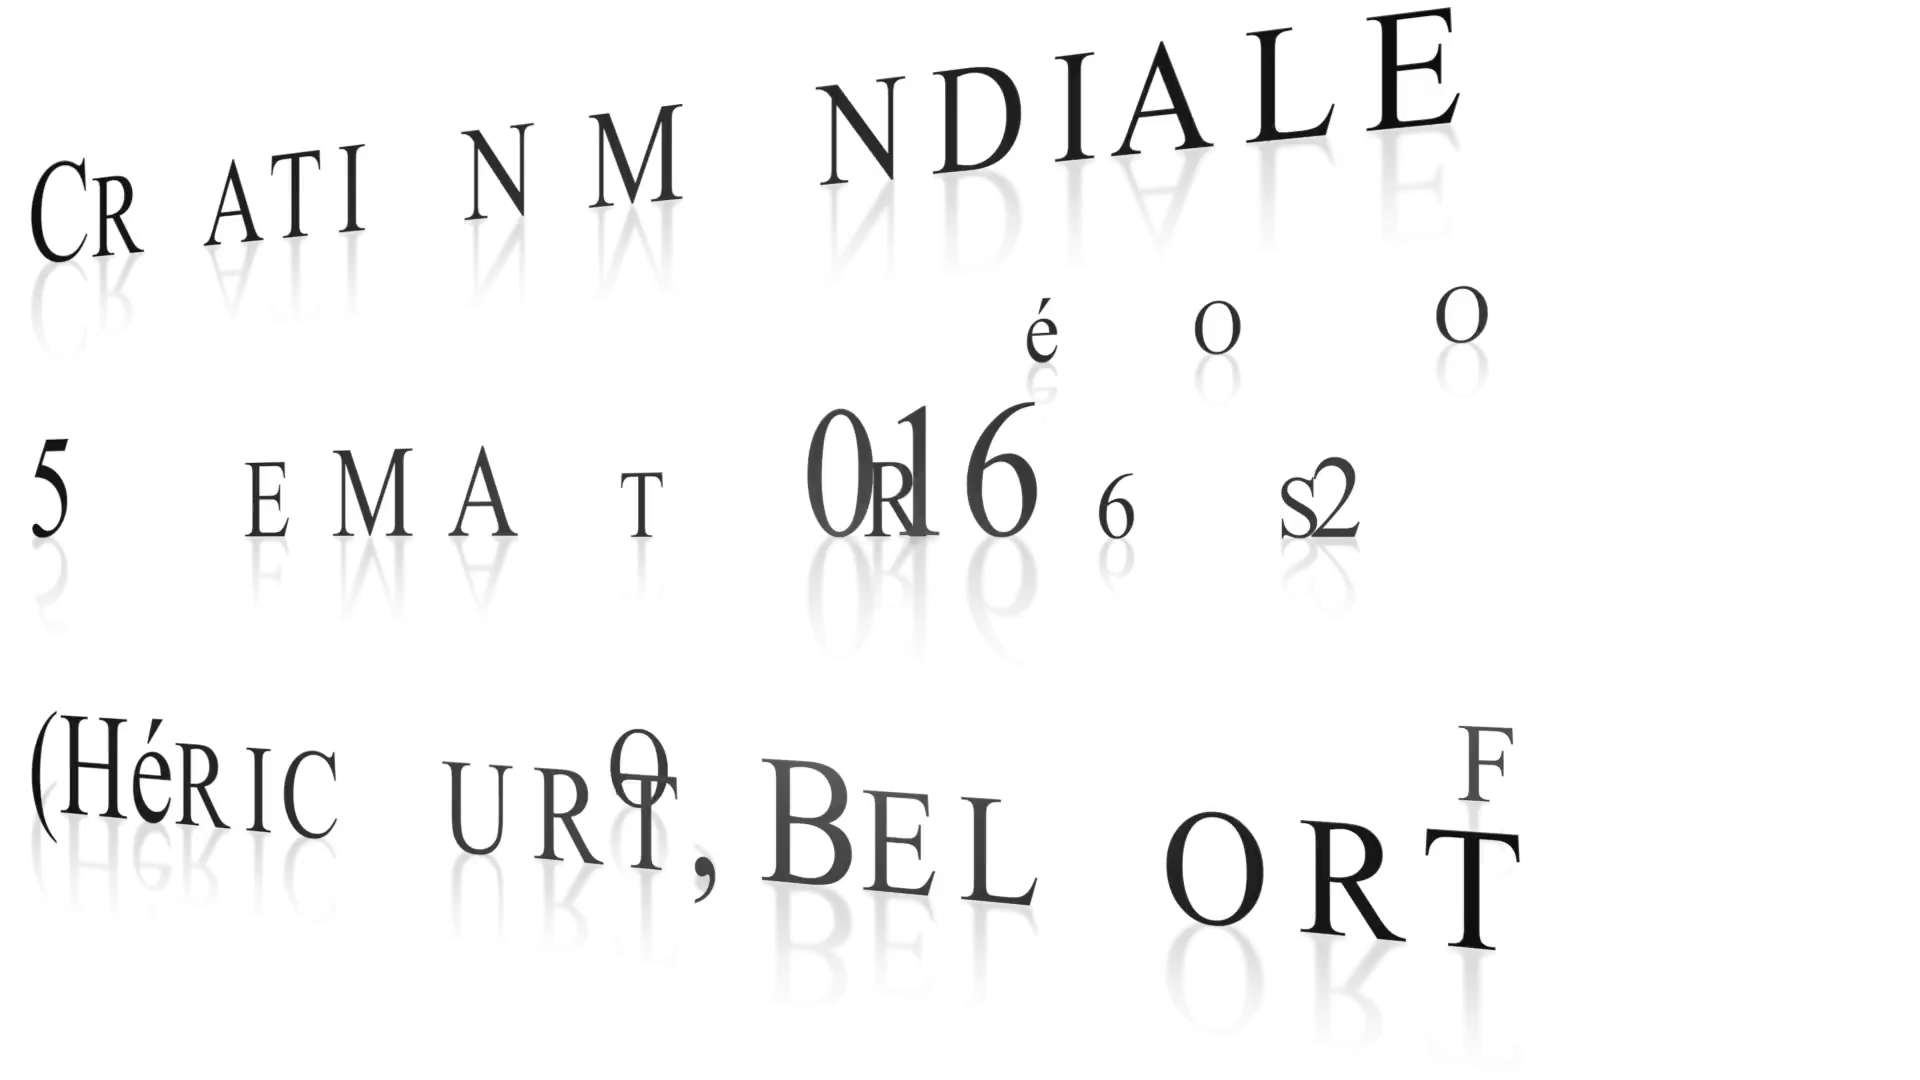 CR ATI N M NDIALE
é O O
5 EMA T 0R16 6 S2
(HéRIC URT, BEL ORT
O F